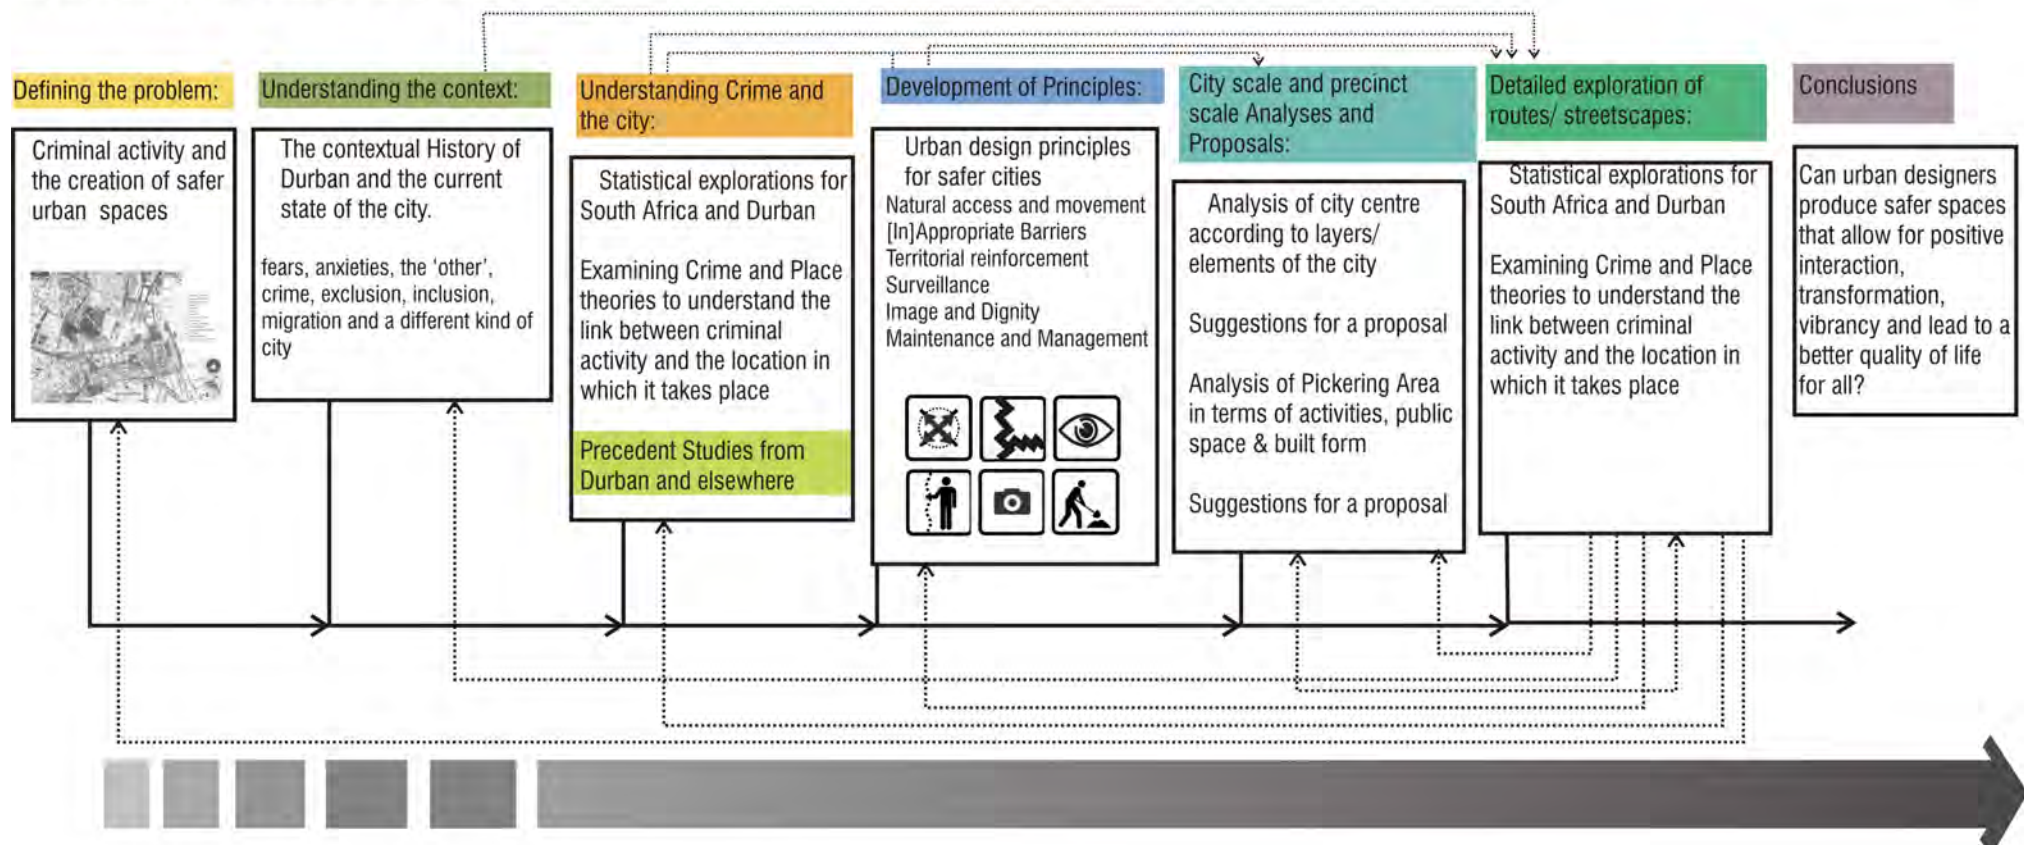 Defining the problem:
Criminal activity and
the creation of safer
urban spaces
Understanding the context:
The contextual History of
Durban and the current
state of the city.
fears, anxieties, the ‘other’,
crime, exclusion, inclusion,
migration and a different kind of
city
Understanding Crime and
the city:
Statistical explorations for
South Africa and Durban
Examining Crime and Place
theories to understand the
link between criminal
activity and the location in
which it takes place
Precedent Studies from
Durban and elsewhere
Development of Principles:
Urban design principles
for safer cities
Natural access and movement
[In]Appropriate Barriers
Territorial reinforcement
Surveillance
Image and Dignity
Maintenance and Management
City scale and precinct
scale Analyses and
Proposals:
Analysis of city centre
according to layers/
elements of the city
Suggestions for a proposal
Analysis of Pickering Area
in terms of activities, public
space & built form
Suggestions for a proposal
Detailed exploration of
routes/ streetscapes:
Statistical explorations for
South Africa and Durban
Examining Crime and Place
theories to understand the
link between criminal
activity and the location in
which it takes place
Conclusions
Can urban designers
produce safer spaces
that allow for positive
interaction,
transformation,
vibrancy and lead to a
better quality of life
for all?